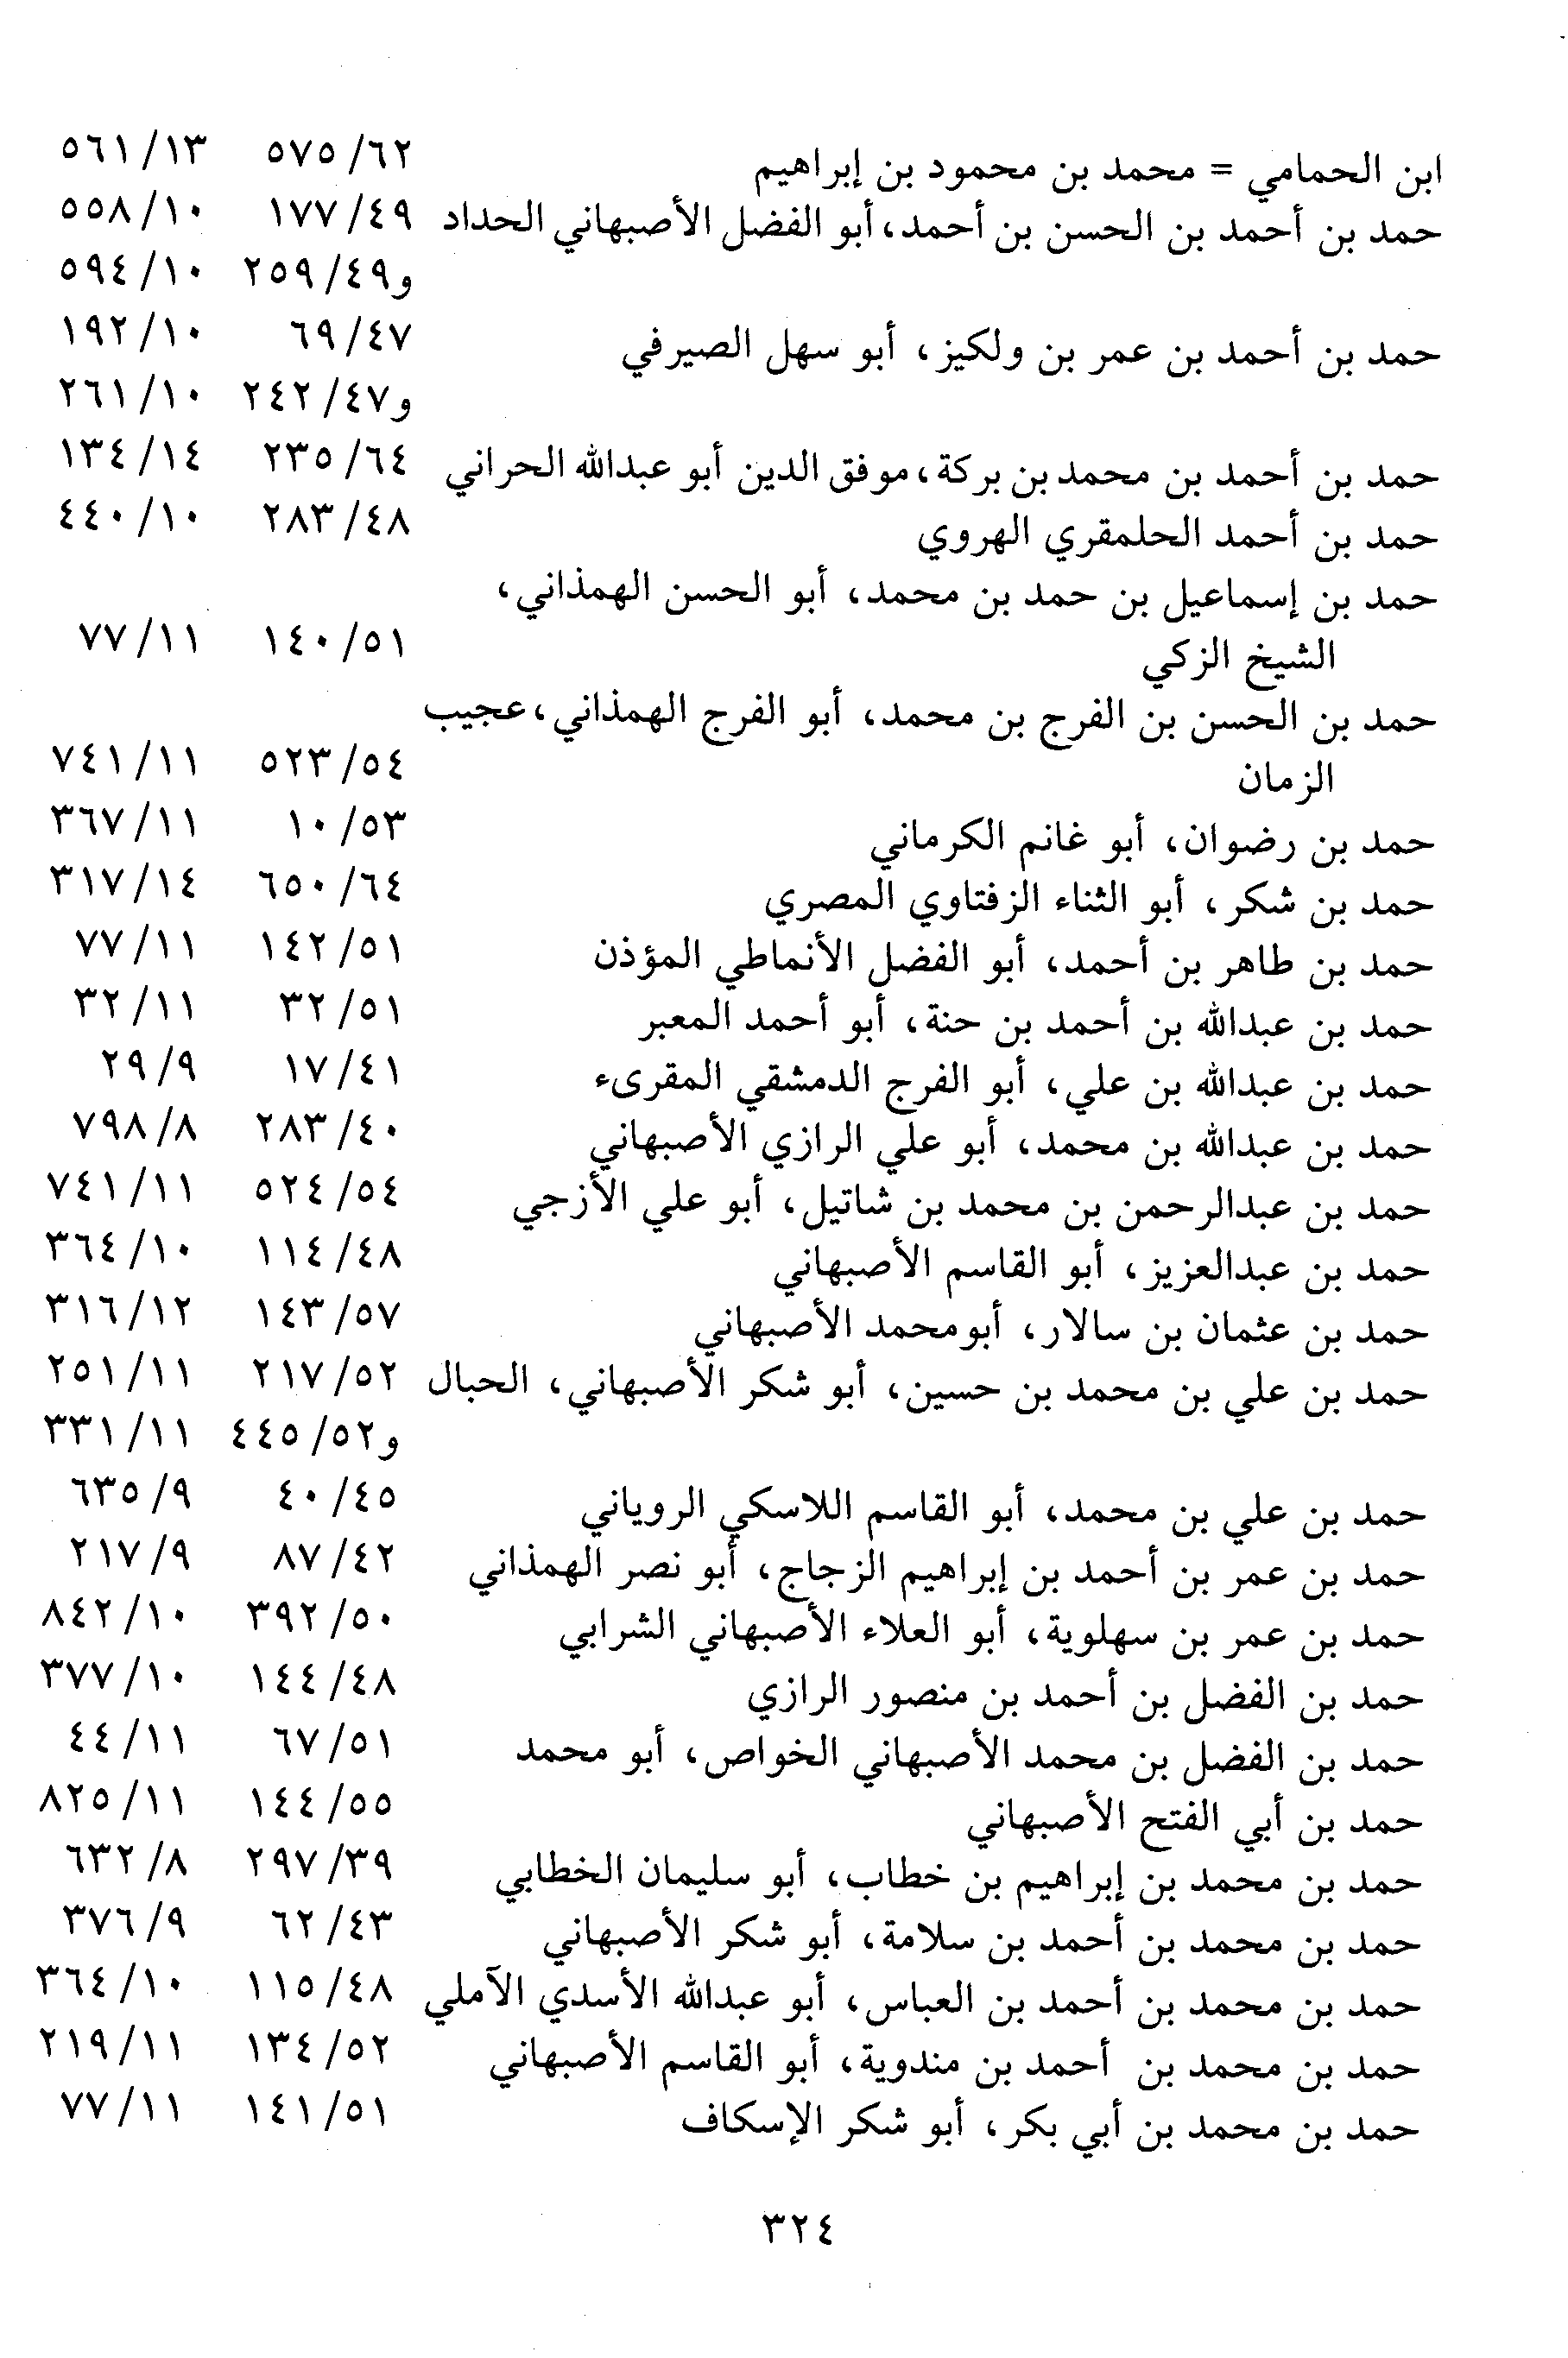 ابن الحمامي = محمد بن محمود بن إبراهيم ٦٢/ ٥٧٥ ١٣/ ٥٦١
حمد بن أحمد بن الحسن بن أحمد، أبو الفضل الأصبهاني الحداد ٤٩/ ١٧٧ ١٠/ ٥٥٨
و٤٩/ ٢٥٩ ١٠/ ٥٩٤
حمد بن أحمد بن عمر بن ولكيز، أبو سهل الصيرفي ٤٧/ ٦٩ ١٠/ ١٩٢
و٤٧/ ٢٤٢ ١٠/ ٢٦١
حمد بن أحمد بن محمد بن بركة، موفق الدين أبو عبدالله الحراني ٦٤/ ٢٣٥ ١٤/ ١٣٤
حمد بن أحمد الحلمقري الهروي ٤٨/ ٢٨٣ ١٠/ ٤٤٠
حمد بن إسماعيل بن حمد بن محمد، أبو الحسن الهمذاني،
الشيخ الزكي ٥١/ ١٤٠ ١١/ ٧٧
حمد بن الحسن بن الفرج بن محمد، أبو الفرج الهمذاني، عجيب
الزمان ٥٤/ ٥٢٣ ١١/ ٧٤١
حمد بن رضوان، أبو غانم الكرماني ٥٣/ ١٠ ١١/ ٣٦٧
حمد بن شكر، أبو الثناء الزفتاوي المصري ٦٤/ ٦٥٠ ١٤/ ٣١٧
حمد بن طاهر بن أحمد، أبو الفضل الأنماطي المؤذن ٥١/ ١٤٢ ١١/ ٧٧
حمد بن عبدالله بن أحمد بن حنة، أبو أحمد المعبر ٥١/ ٣٢ ١١/ ٣٢
حمد بن عبدالله بن علي، أبو الفرج الدمشقي المقرىء ٤١/ ١٧ ٩/ ٢٩
حمد بن عبدالله بن محمد، أبو علي الرازي الأصبهاني ٤٠/ ٢٨٣ ٨/ ٧٩٨
حمد بن عبدالرحمن بن محمد بن شاتيل، أبو علي الأزجي ٥٤/ ٥٢٤ ١١/ ٧٤١
حمد بن عبدالعزيز، أبو القاسم الأصبهاني ٤٨/ ١١٤ ١٠/ ٣٦٤
حمد بن عثمان بن سالار، أبومحمد الأصبهاني ٥٧/ ١٤٣ ١٢/ ٣١٦
حمد بن علي بن محمد بن حسين، أبو شكر الأصبهاني، الحبال ٥٢/ ٢١٧ ١١/ ٢٥١
و٥٢/ ٤٤٥ ١١/ ٣٣١
حمد بن علي بن محمد، أبو القاسم اللاسكي الروياني ٤٥/ ٤٠ ٩/ ٦٣٥
حمد بن عمر بن أحمد بن إبراهيم الزجاج، أبو نصر الهمذاني ٤٢/ ٨٧ ٩/ ٢١٧
حمد بن عمر بن سهلوية، أبو العلاء الأصبهاني الشرابي ٥٠/ ٣٩٢ ١٠/ ٨٤٢
حمد بن الفضل بن أحمد بن منصور الرازي ٤٨/ ١٤٤ ١٠/ ٣٧٧
حمد بن الفضل بن محمد الأصبهاني الخواص، أبو محمد ٥١/ ٦٧ ١١/ ٤٤
حمد بن أبي الفتح الأصبهاني ٥٥/ ١٤٤ ١١/ ٨٢٥
حمد بن محمد بن إبراهيم بن خطاب، أبو سليمان الخطابي ٣٩/ ٢٩٧ ٨/ ٦٣٢
حمد بن محمد بن أحمد بن سلامة، أبو شكر الأصبهاني ٤٣/ ٦٢ ٩/ ٣٧٦
حمد بن محمد بن أحمد بن العباس، أبو عبدالله الأسدي الآملي ٤٨/ ١١٥ ١٠/ ٣٦٤
حمد بن محمد بن أحمد بن مندوية، أبو القاسم الأصبهاني ٥٢/ ١٣٤ ١١/ ٢١٩
حمد بن محمد بن أبي بكر، أبو شكر الإسكاف ٥١/ ١٤١ ١١/ ٧٧
٣٢٤